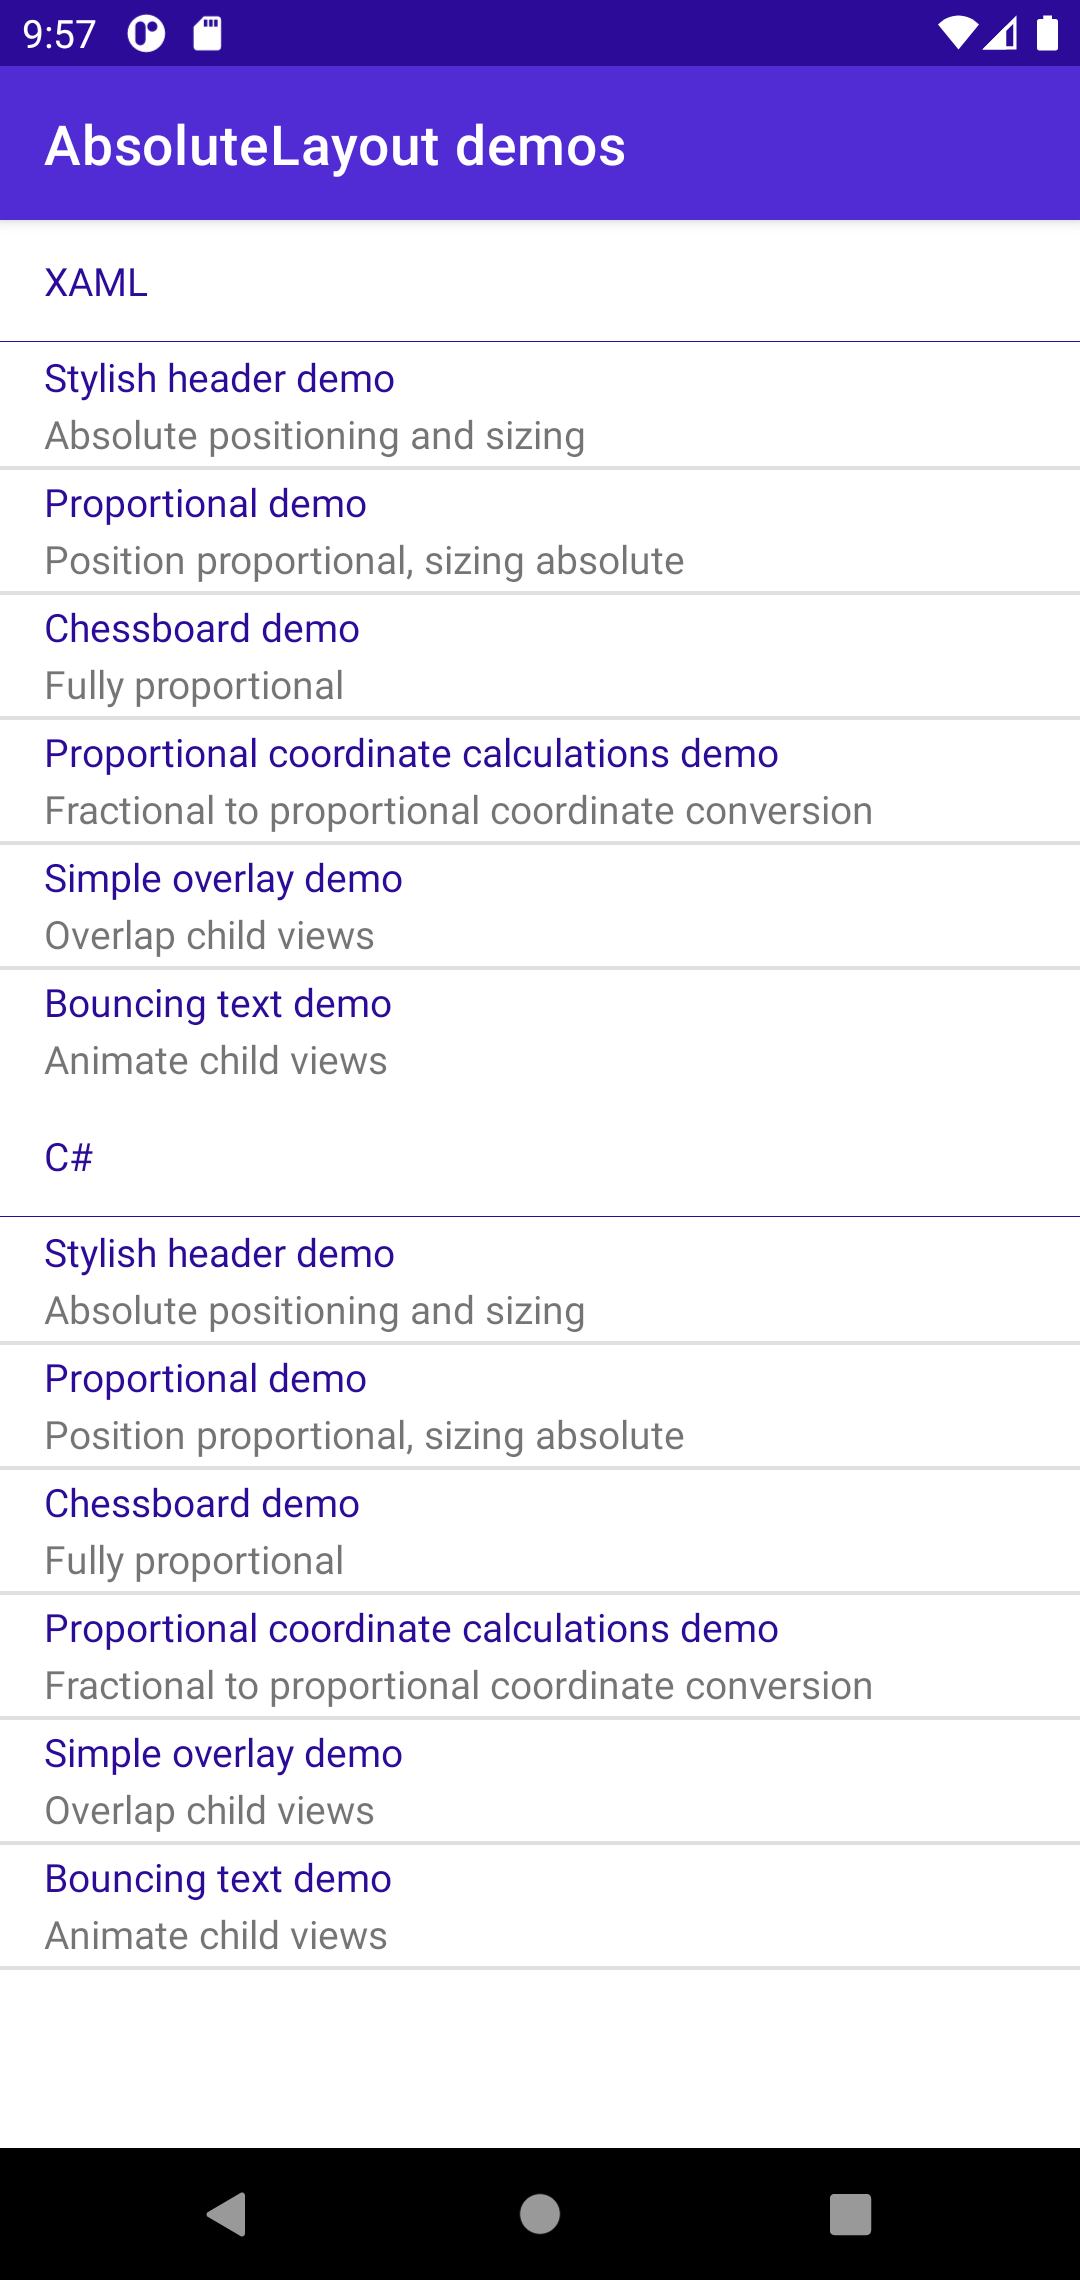 9:57
AbsoluteLayout demos
XAML
Stylish header demo
Absolute positioning and sizing
Proportional demo
Position proportional, sizing absolute
Chessboard demo
Fully proportional
Proportional coordinate calculations demo
Fractional to proportional coordinate conversion
Simple overlay demo
Overlap child views
Bouncing text demo
Animate child views
C#
Stylish header demo
Absolute positioning and sizing
Proportional demo
Position proportional, sizing absolute
Chessboard demo
Fully proportional
Proportional coordinate calculations demo
Fractional to proportional coordinate conversion
Simple overlay demo
Overlap child views
Bouncing text demo
Animate child views